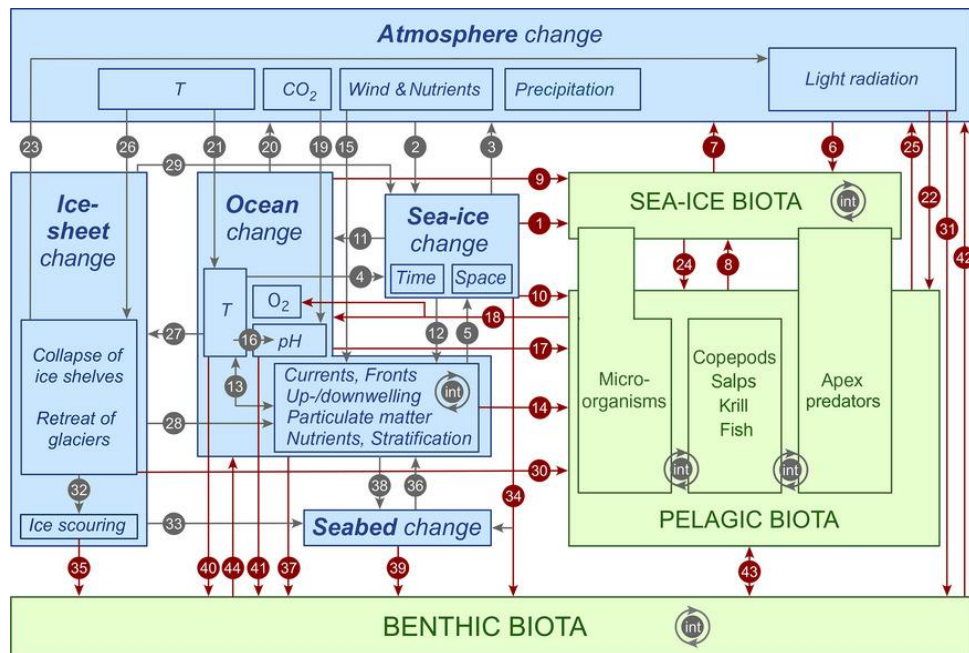 Atmosphere change
T
CO2
Wind & Nutrients
Precipitation
Light radiation
23
26
21
20
19
15
2
3
7
6
25
22
31
42
29
9
Ice-
sheet
change
Ocean
change
Sea-ice
change
Time
Space
SEA-ICE BIOTA
int
1
11
4
24
8
10
T
O2
pH
16
18
12
5
27
17
Collapse of
ice shelves
Retreat of
glaciers
13
Currents, Fronts
Up-/downwelling
Particulate matter
Nutrients, Stratification
int
14
28
30
Micro-
organisms
Copepods
Salps
Krill
Fish
Apex
predators
int
int
PELAGIC BIOTA
32
38
36
34
Ice scouring
33
Seabed change
35
40
44
41
37
39
43
BENTHIC BIOTA
int